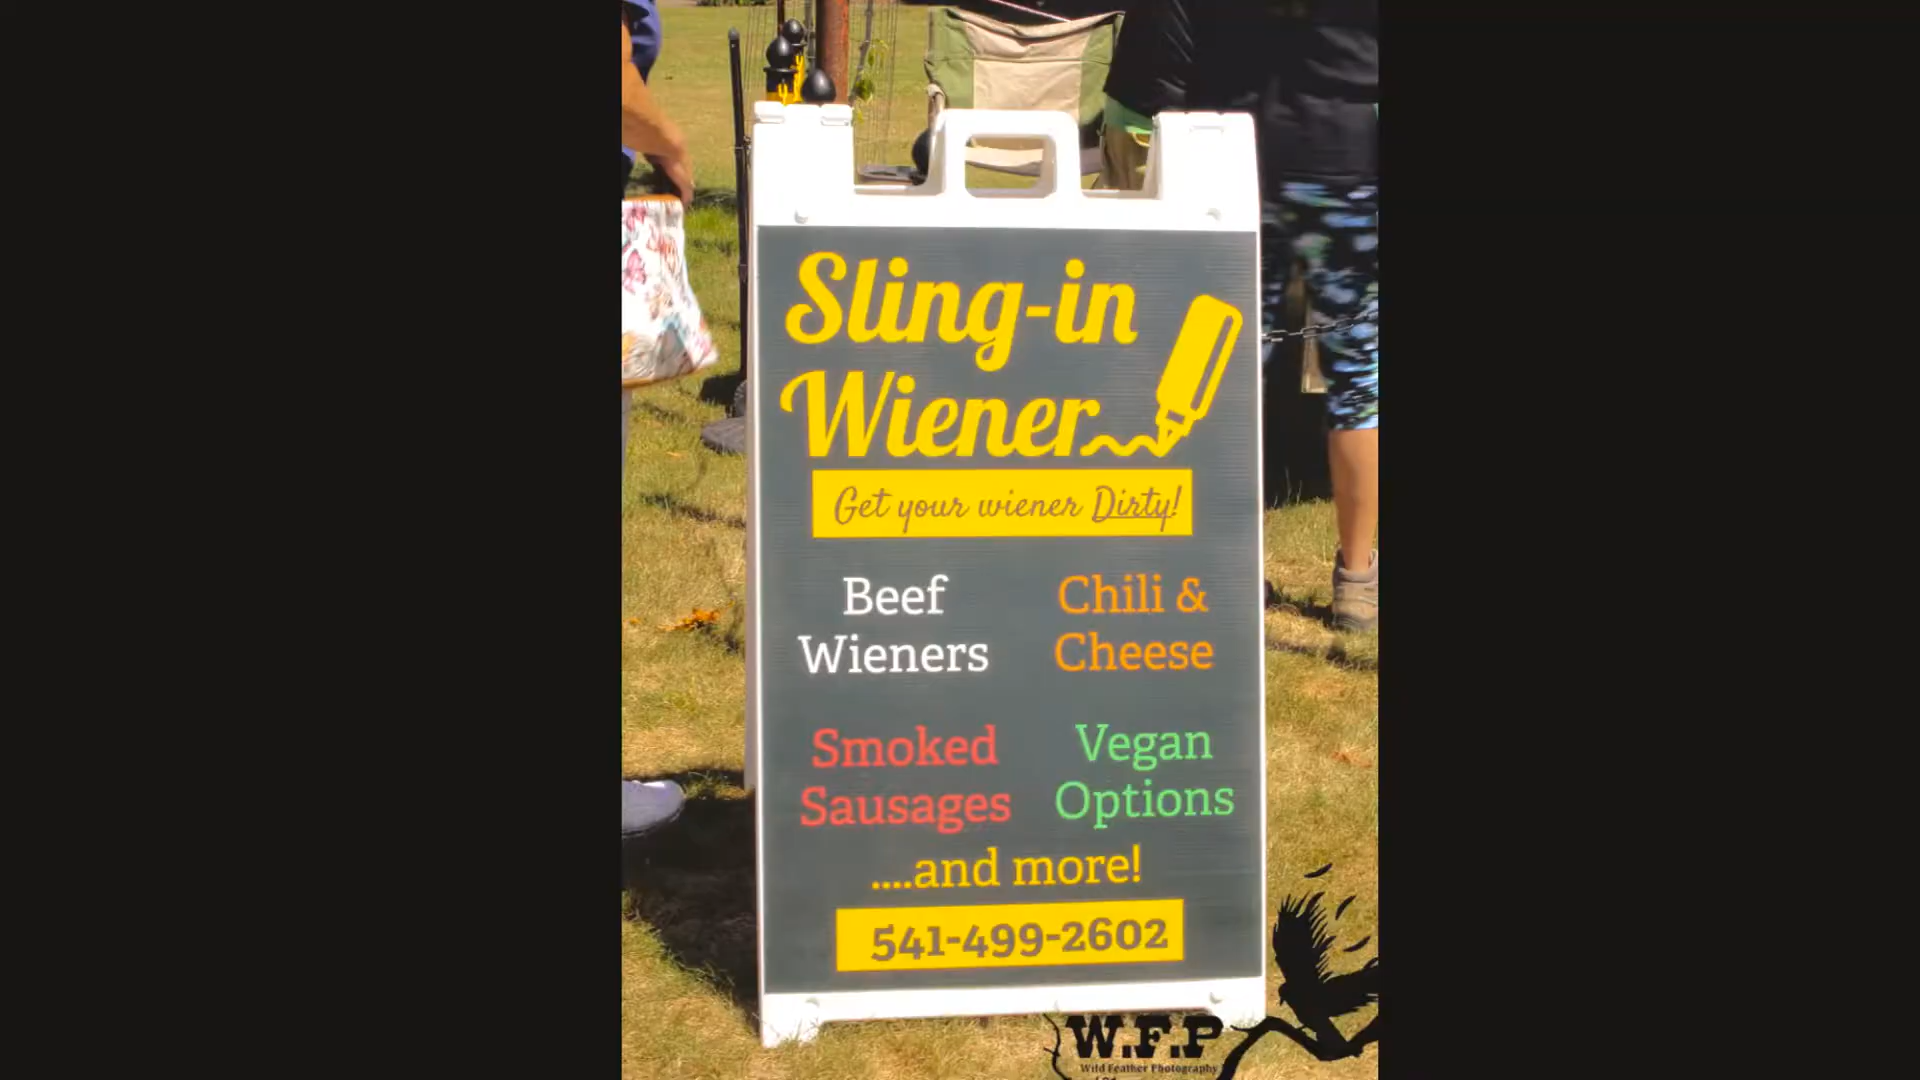 Sling-in
Wiener
Get your wiener Dirty!
Beef
Wieners
Chili &
Cheese
Smoked
Sausages
Vegan
Options
....and more!
541-499-2602
W.F.P
Wild Feather Photography